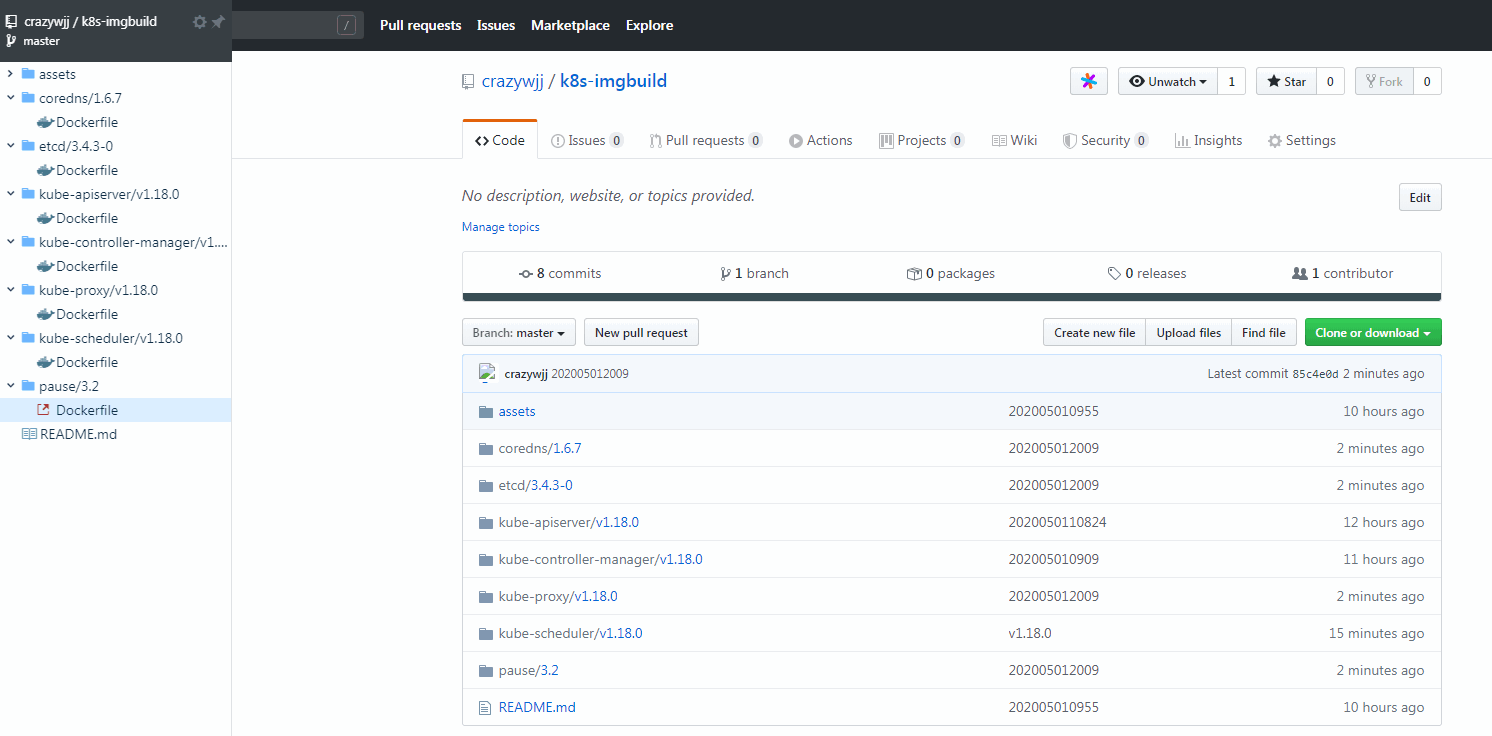 crazywjj / k8s-imgbuild
master
assets
coredns/1.6.7
Dockerfile
etcd/3.4.3-0
Dockerfile
kube-apiserver/v1.18.0
Dockerfile
kube-controller-manager/v1....
Dockerfile
kube-proxy/v1.18.0
Dockerfile
kube-scheduler/v1.18.0
Dockerfile
pause/3.2
Dockerfile
README.md
/ Pull requests Issues Marketplace Explore
crazywjj / k8s-imgbuild
Unwatch 1 Star 0 Fork 0
Code Issues 0 Pull requests 0 Actions Projects 0 Wiki Security 0 Insights Settings
No description, website, or topics provided. Edit
Manage topics
8 commits 1 branch 0 packages 0 releases 1 contributor
Branch: master New pull request Create new file Upload files Find file Clone or download
crazywjj 202005012009 Latest commit 85c4e0d 2 minutes ago
assets 202005010955 10 hours ago
coredns/1.6.7 202005012009 2 minutes ago
etcd/3.4.3-0 202005012009 2 minutes ago
kube-apiserver/v1.18.0 2020050110824 12 hours ago
kube-controller-manager/v1.18.0 202005010909 11 hours ago
kube-proxy/v1.18.0 202005012009 2 minutes ago
kube-scheduler/v1.18.0 v1.18.0 15 minutes ago
pause/3.2 202005012009 2 minutes ago
README.md 202005010955 10 hours ago